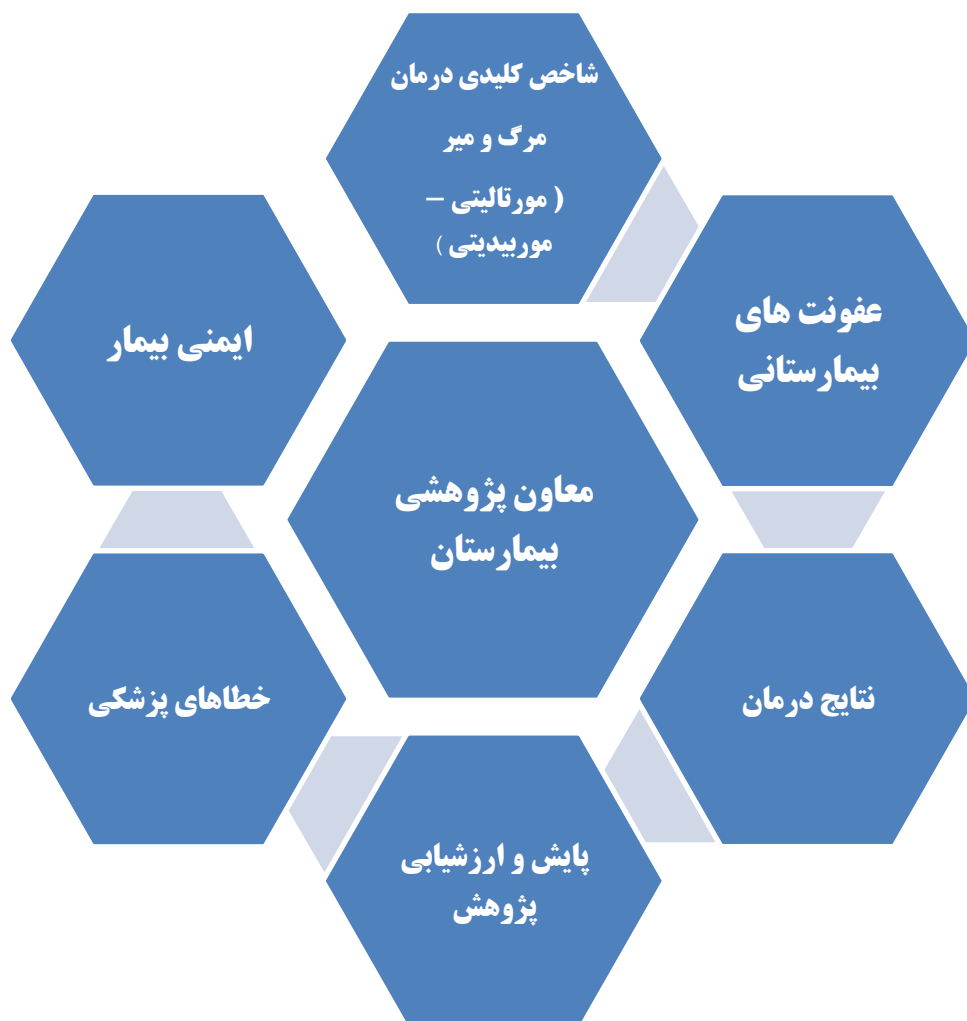 شاخص کلیدی درمان
مرگ و میر
( مورتالیتی –
موربیدیتی )
عفونت های
بیمارستانی
ایمنی بیمار
معاون پژوهشی
بیمارستان
نتایج درمان
خطاهای پزشکی
پایش و ارزشیابی
پژوهش